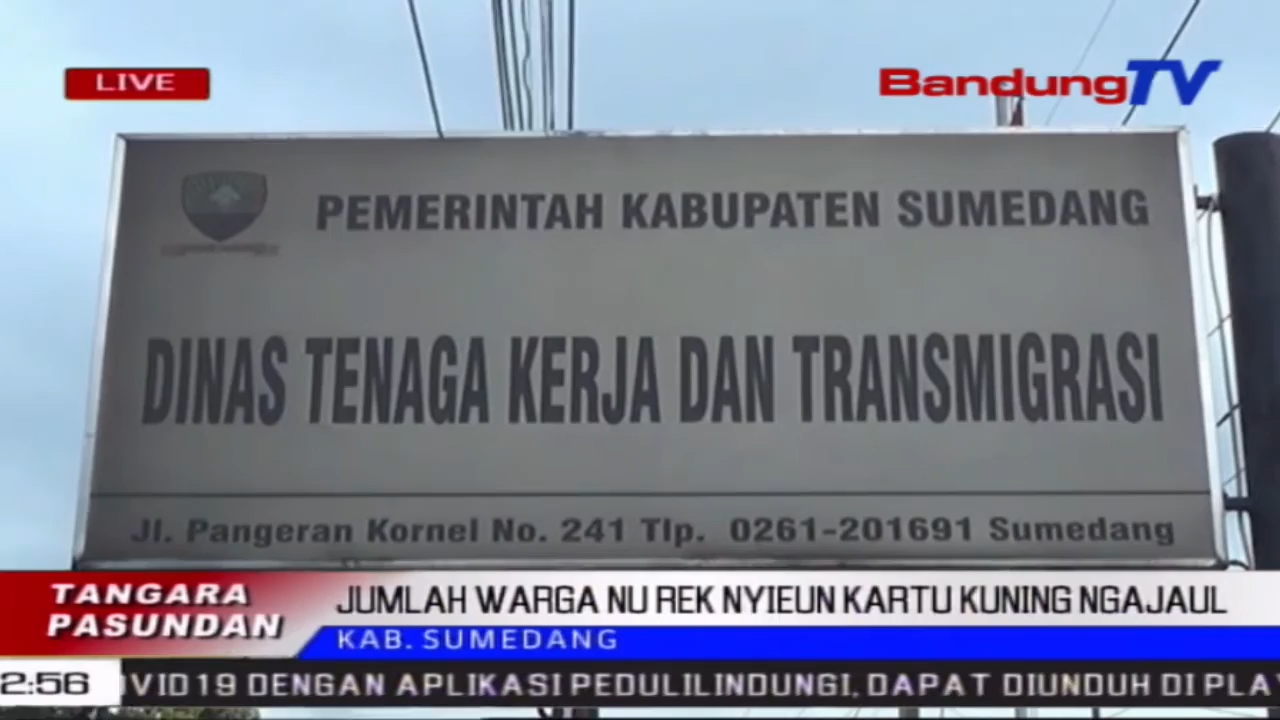 LIVE
BandungTV
PEMERINTAH KABUPATEN SUMEDANG
DINAS TENAGA KERJA DAN TRANSMIGRASI
Jl. Pangeran Kornel No. 241 Tlp. 0261-201691 Sumedang
TANGARA
PASUNDAN
JUMLAH WARGA NU REK NYIEUN KARTU KUNING NGAJAUL
KAB. SUMEDANG
2:56
VID19 DENGAN APLIKASI PEDULILINDUNGI, DAPAT DIUNDUH DI PLAY